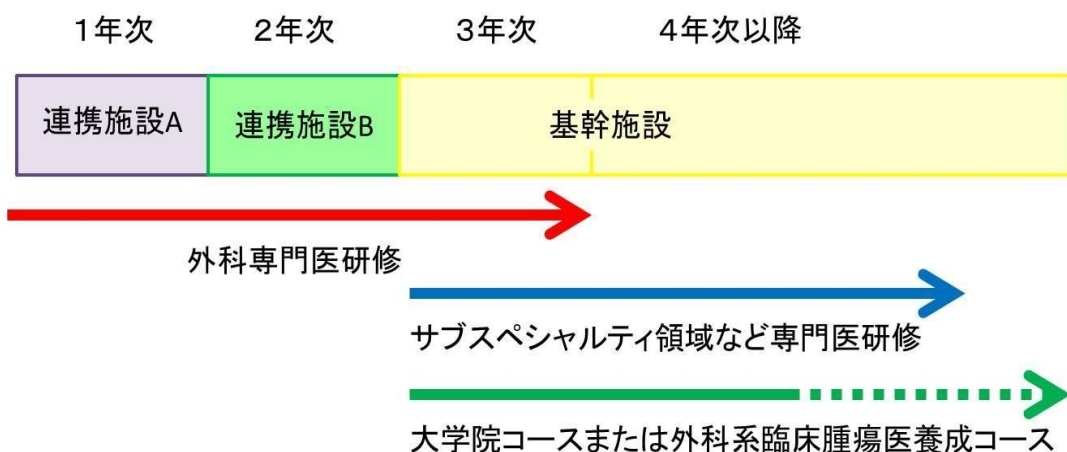 1年次 2年次 3年次 4年次以降
連携施設A 連携施設B 基幹施設
外科専門医研修
サブスペシャルティ領域など専門医研修
大学院コースまたは外科系臨床腫瘍医養成コース